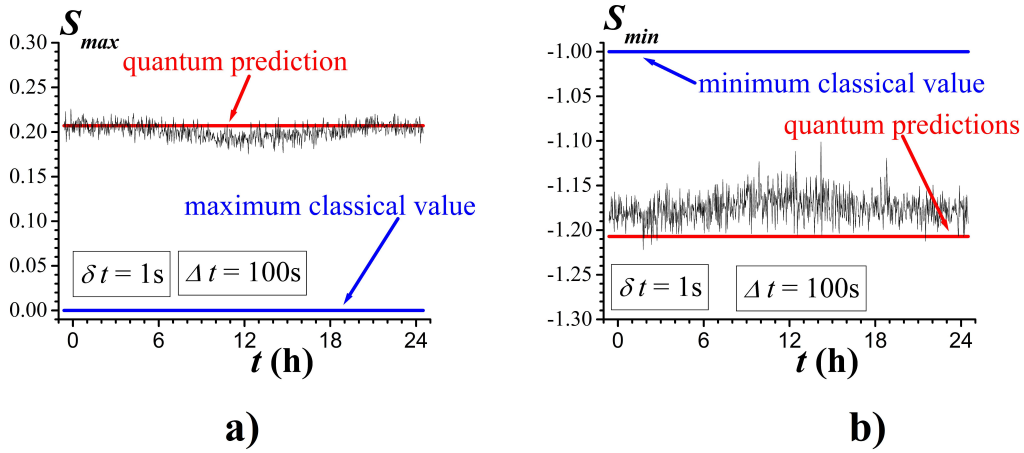 S_max
0.30
0.25
0.20
0.15
0.10
0.05
0.00
quantum prediction
maximum classical value
δ t = 1s
Δ t = 100s
0 6 12 18 24
t (h)
a)
S_min
-1.00
-1.05
-1.10
-1.15
-1.20
-1.25
-1.30
minimum classical value
quantum predictions
δ t = 1s
Δ t = 100s
0 6 12 18 24
t (h)
b)